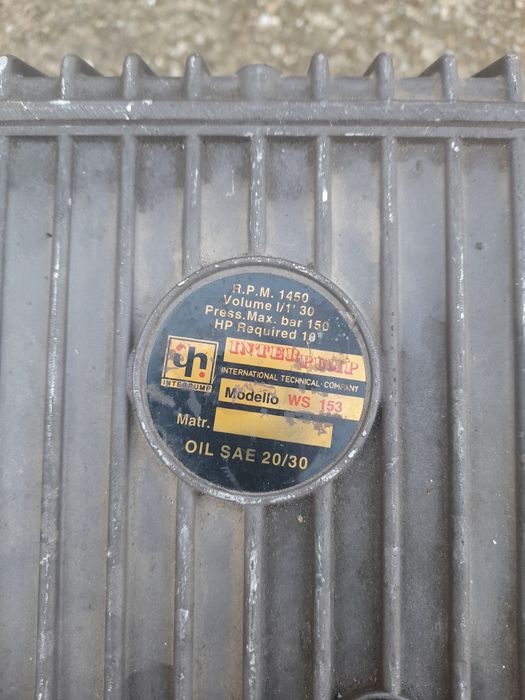 R.P.M. 1450
Volume l/1' 30
Press.Max. bar 150
HP Required 10
INTERPUMP
INTERPUMP
INTERNATIONAL TECHNICAL·COMPANY
Modello WS 153
Matr.
OIL SAE 20/30